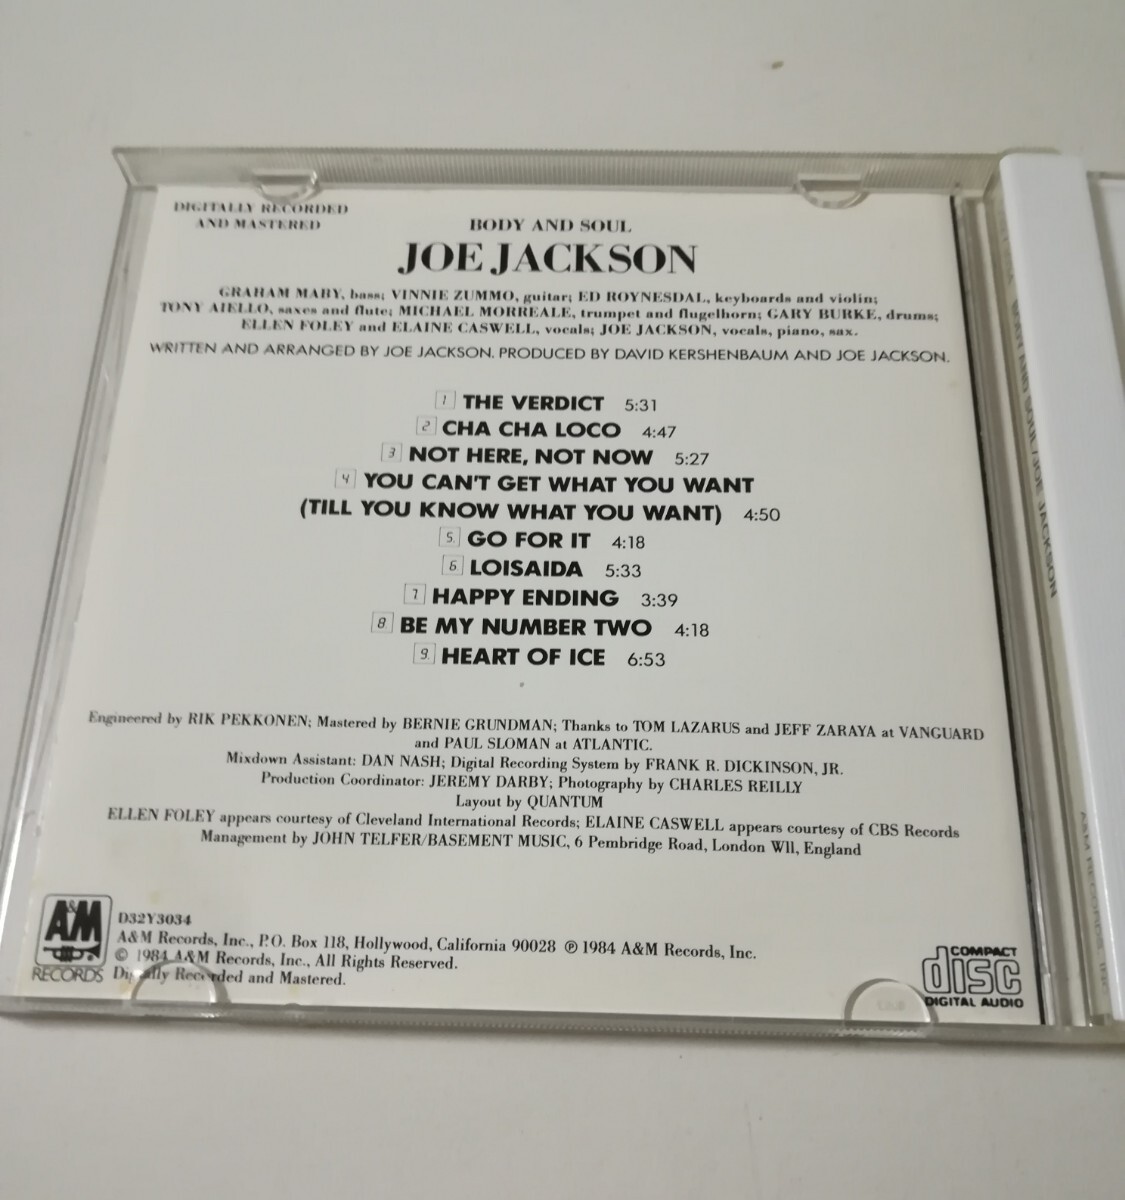 DIGITALLY RECORDED
AND MASTERED
BODY AND SOUL
JOE JACKSON
GRAHAM MABY, bass; VINNIE ZUMMO, guitar; ED ROYNESDAL, keyboards and violin;
TONY AIELLO, saxes and flute; MICHAEL MORREALE, trumpet and flugelhorn; GARY BURKE, drums;
ELLEN FOLEY and ELAINE CASWELL, vocals; JOE JACKSON, vocals, piano, sax.
WRITTEN AND ARRANGED BY JOE JACKSON. PRODUCED BY DAVID KERSHENBAUM AND JOE JACKSON.
1 THE VERDICT 5:31
2 CHA CHA LOCO 4:47
3 NOT HERE, NOT NOW 5:27
4 YOU CAN'T GET WHAT YOU WANT
(TILL YOU KNOW WHAT YOU WANT) 4:50
5. GO FOR IT 4:18
6 LOISAIDA 5:33
7 HAPPY ENDING 3:39
8. BE MY NUMBER TWO 4:18
9. HEART OF ICE 6:53
Engineered by RIK PEKKONEN; Mastered by BERNIE GRUNDMAN; Thanks to TOM LAZARUS and JEFF ZARAYA at VANGUARD
and PAUL SLOMAN at ATLANTIC.
Mixdown Assistant: DAN NASH; Digital Recording System by FRANK R. DICKINSON, JR.
Production Coordinator: JEREMY DARBY; Photography by CHARLES REILLY
Layout by QUANTUM
ELLEN FOLEY appears courtesy of Cleveland International Records; ELAINE CASWELL appears courtesy of CBS Records
Management by JOHN TELFER/BASEMENT MUSIC, 6 Pembridge Road, London W11, England
A&M
RECORDS
D32Y3034
A&M Records, Inc., P.O. Box 118, Hollywood, California 90028 ℗ 1984 A&M Records, Inc.
© 1984 A&M Records, Inc., All Rights Reserved.
Digitally Recorded and Mastered.
COMPACT
disc
DIGITAL AUDIO
BODY AND SOUL/JOE JACKSON
A&M RECORDS, INC.